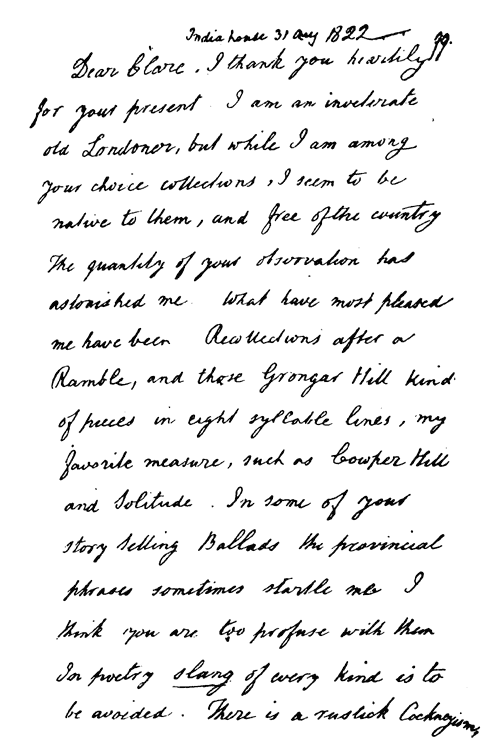 India house 31 Aug 1822
99.
Dear Clare, I thank you heartily
for your present. I am an inveterate
old Londoner, but while I am among
your choice collections, I seem to be
native to them, and free of the country
The quantity of your observation has
astonished me. What have most pleased
me have been Recollections after a
Ramble, and those Grongar Hill kind
of pieces in eight syllable lines, my
favorite measure, such as Cowper Hill
and Solitude. In some of your
story telling Ballads the provincial
phrases sometimes startle me I
think you are too profuse with them
In poetry slang of every kind is to
be avoided. There is a rustick Cockneyism,